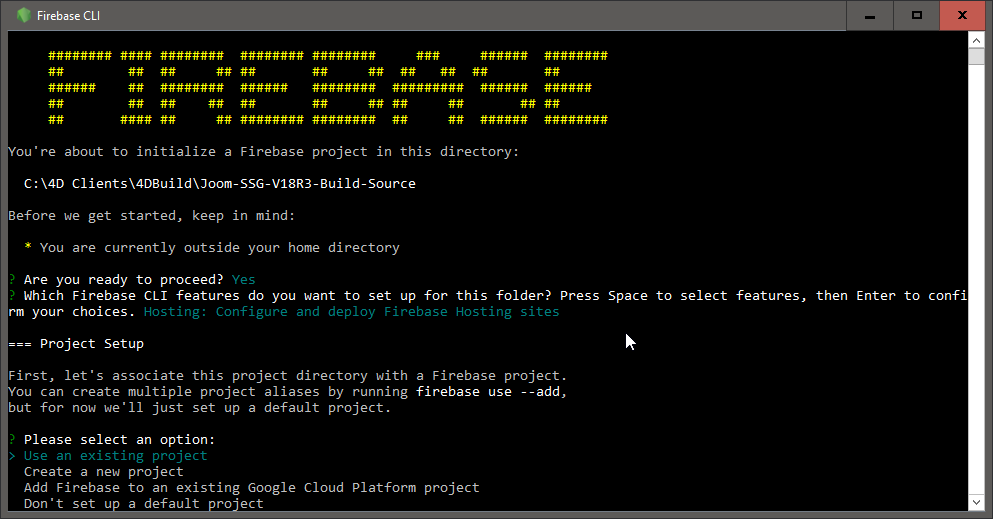 Firebase CLI
######## #### ########  ######## ########     ###     ######  ########
##        ##  ##     ## ##       ##     ##  ##   ##  ##       ##
######    ##  ########  ######   ########  #########  ######  ######
##        ##  ##    ##  ##       ##     ## ##     ##       ## ##
##       #### ##     ## ######## ########  ##     ##  ######  ########
You're about to initialize a Firebase project in this directory:
C:\4D Clients\4DBuild\Joom-SSG-V18R3-Build-Source
Before we get started, keep in mind:
* You are currently outside your home directory
? Are you ready to proceed? Yes
? Which Firebase CLI features do you want to set up for this folder? Press Space to select features, then Enter to confi
rm your choices. Hosting: Configure and deploy Firebase Hosting sites
=== Project Setup
First, let's associate this project directory with a Firebase project.
You can create multiple project aliases by running firebase use --add,
but for now we'll just set up a default project.
? Please select an option:
> Use an existing project
Create a new project
Add Firebase to an existing Google Cloud Platform project
Don't set up a default project